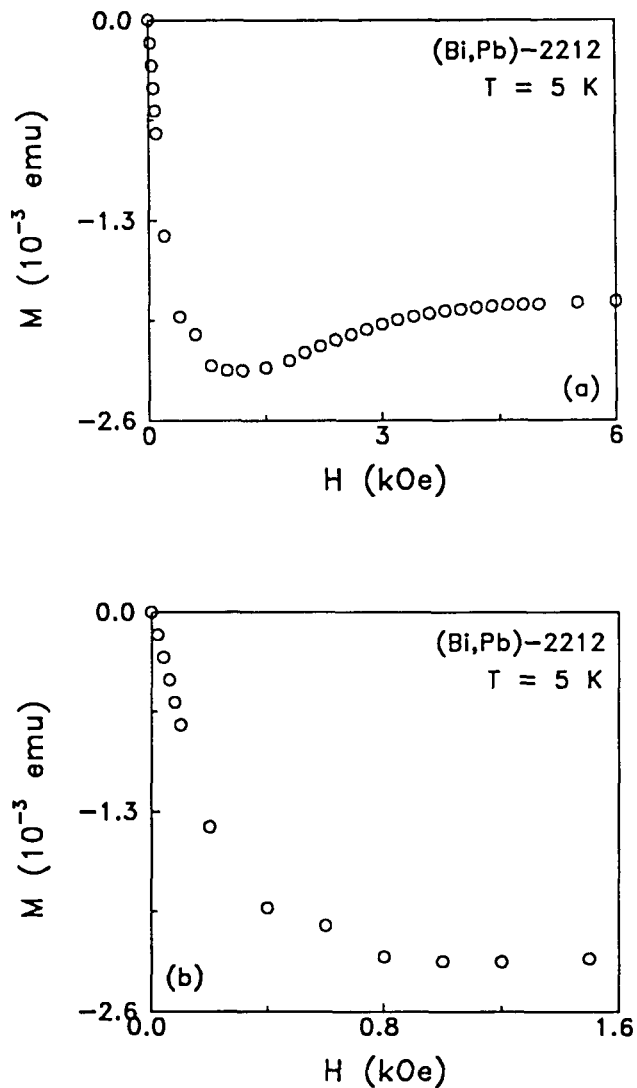 0.0
(Bi,Pb)-2212
T = 5 K
-1.3
M (10⁻³ emu)
(a)
-2.6
0 3 6
H (kOe)
0.0
(Bi,Pb)-2212
T = 5 K
-1.3
M (10⁻³ emu)
(b)
-2.6
0.0 0.8 1.6
H (kOe)